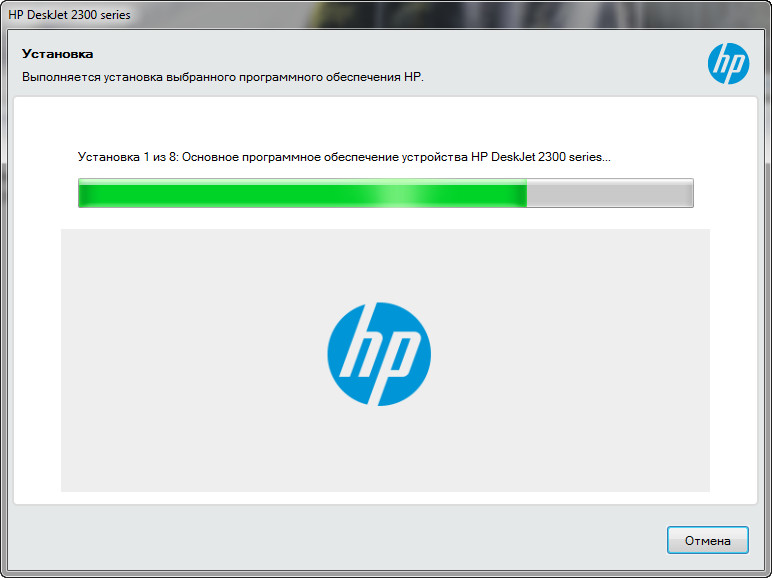 HP DeskJet 2300 series
Установка
Выполняется установка выбранного программного обеспечения HP.
hp
Установка 1 из 8: Основное программное обеспечение устройства HP DeskJet 2300 series...
hp
Отмена